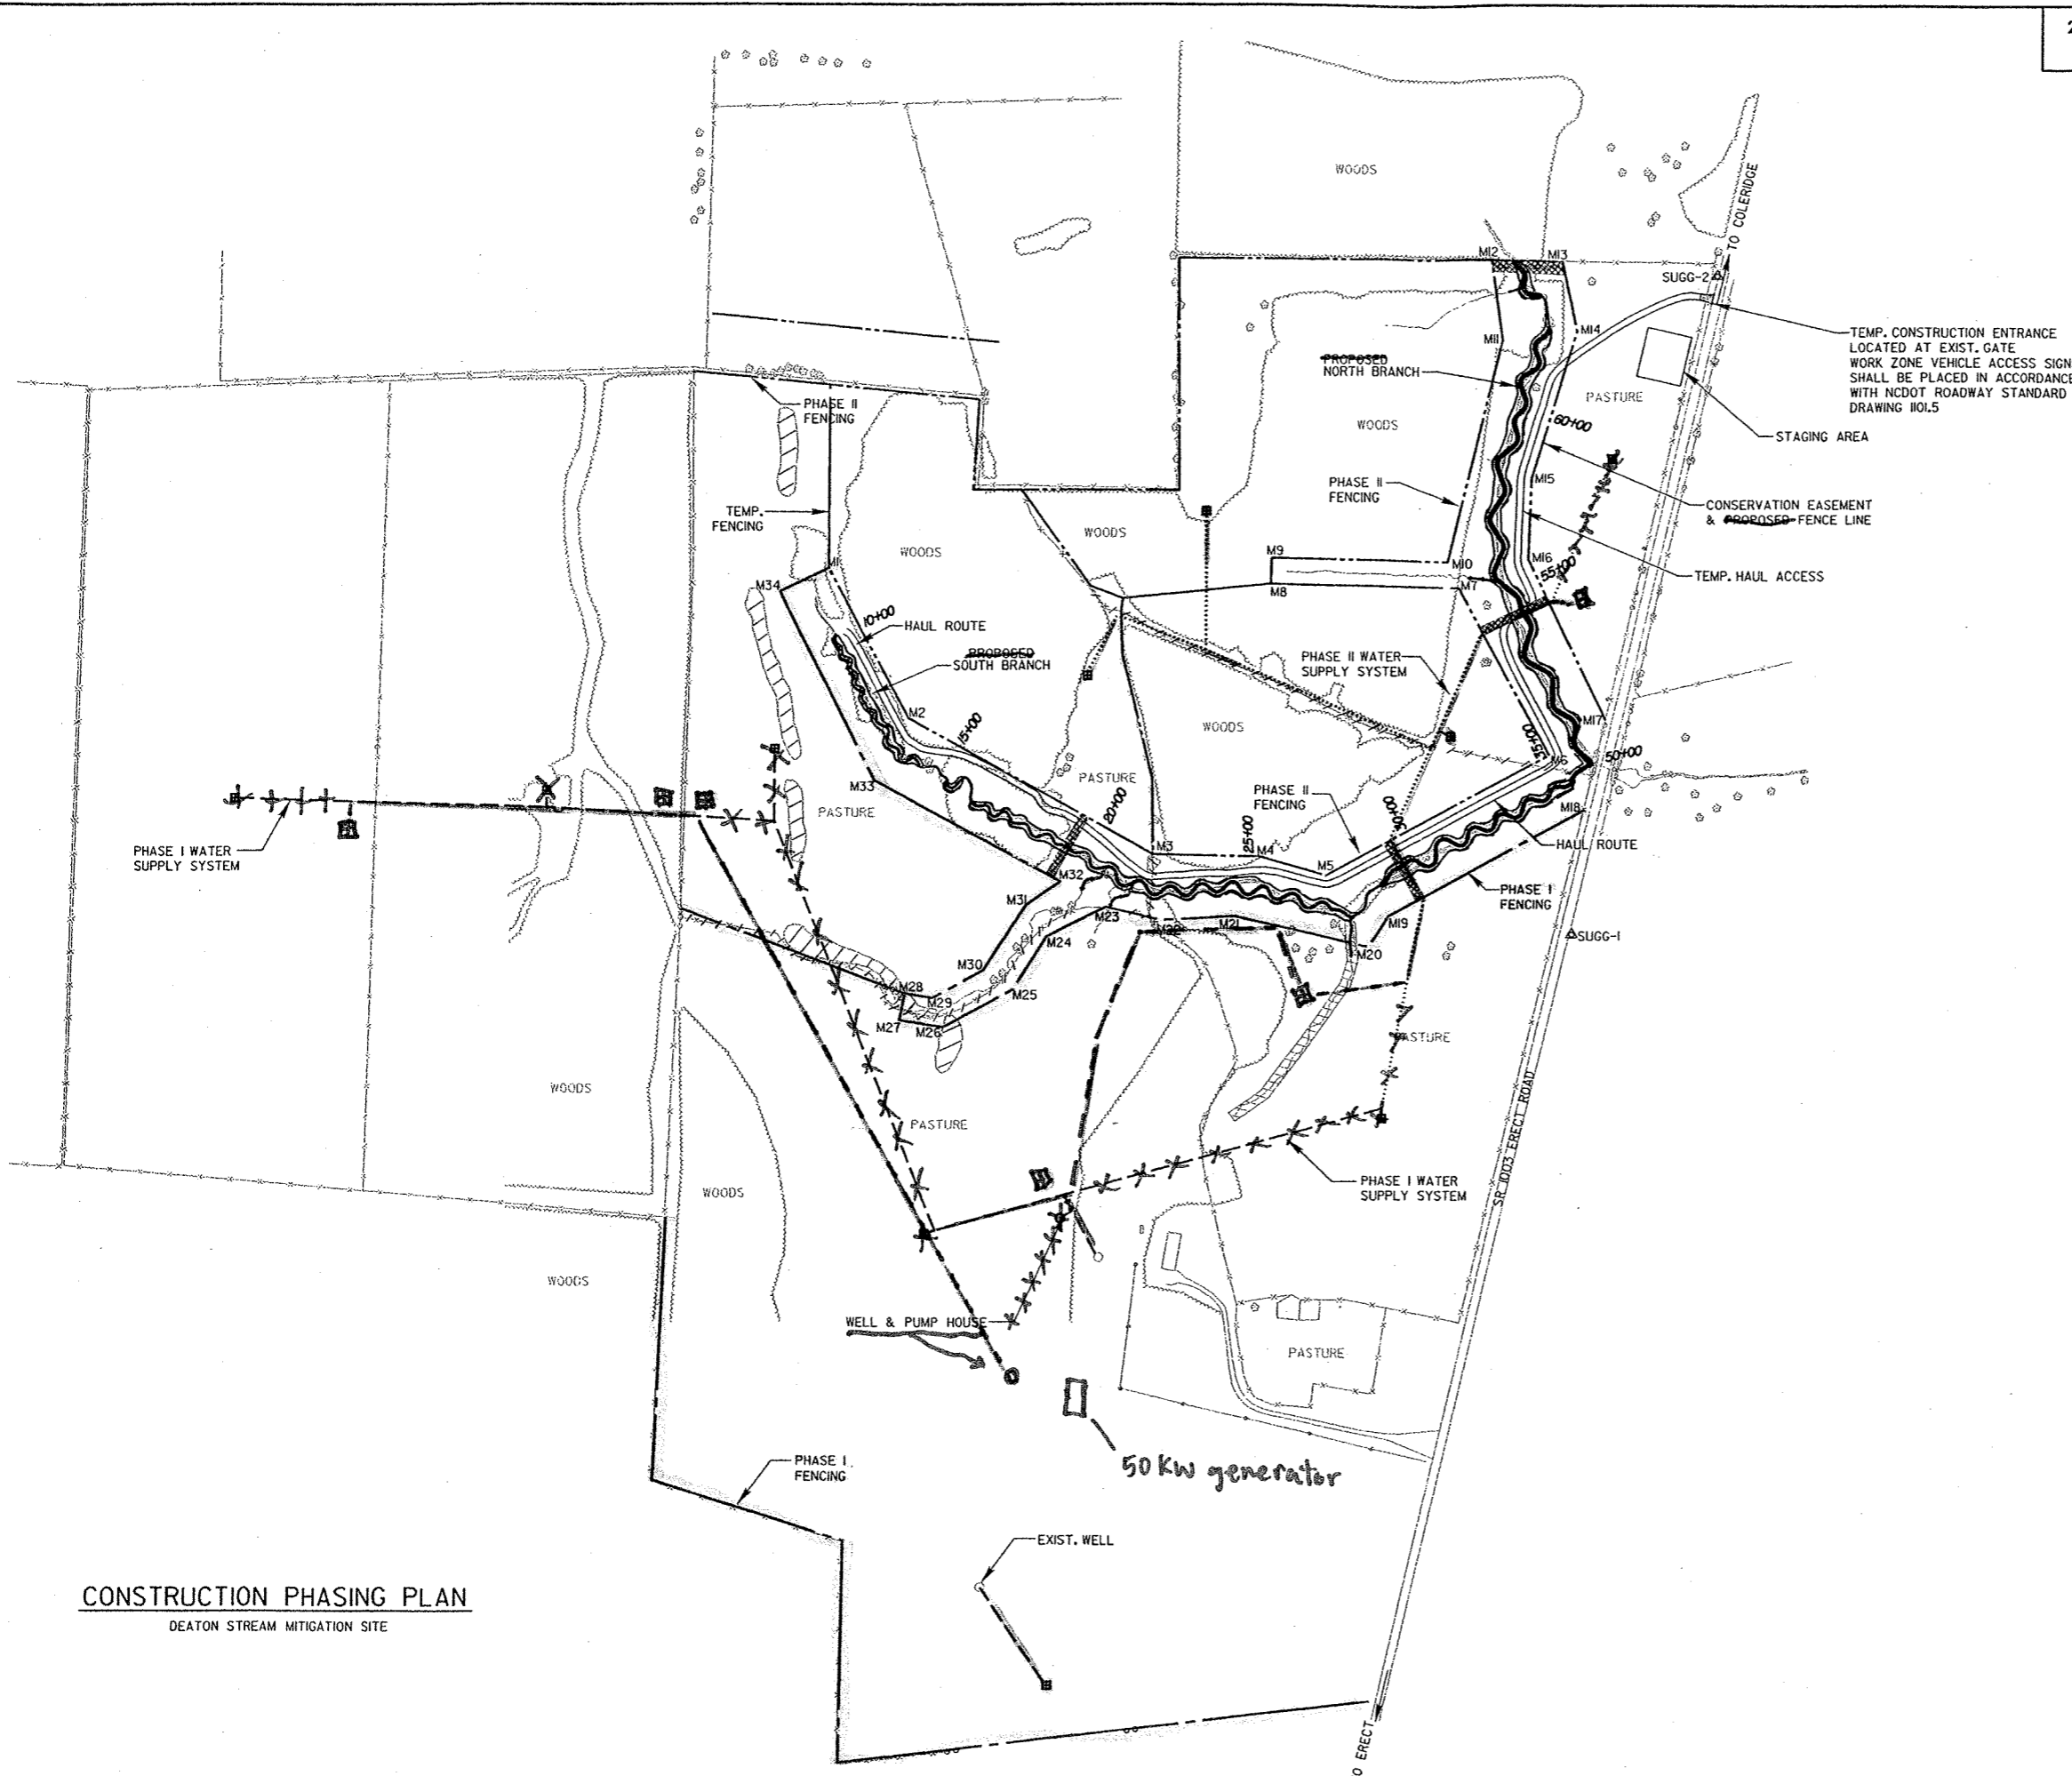 2
WOODS
TO COLERIDGE
M12
M13
SUGG-2
M14
M11
TEMP. CONSTRUCTION ENTRANCE
LOCATED AT EXIST. GATE
WORK ZONE VEHICLE ACCESS SIGN
SHALL BE PLACED IN ACCORDANCE
WITH NCDOT ROADWAY STANDARD
DRAWING 1101.5
PROPOSED
NORTH BRANCH
PASTURE
PHASE II
FENCING
WOODS
60+00
STAGING AREA
PHASE II
FENCING
M15
CONSERVATION EASEMENT
& PROPOSED FENCE LINE
TEMP.
FENCING
WOODS
WOODS
M9
M10
M16
55+00
TEMP. HAUL ACCESS
M1
M34
M8
M7
10+00
HAUL ROUTE
PROPOSED
SOUTH BRANCH
PHASE II WATER
SUPPLY SYSTEM
M2
15+00
WOODS
M17
35+00
50+00
M6
PASTURE
M33
PASTURE
20+00
PHASE II
FENCING
30+00
M18
PHASE I WATER
SUPPLY SYSTEM
M3
25+00
M4
M5
HAUL ROUTE
M32
PHASE I
FENCING
M31
M23
M22
M21
M19
M24
M20
SUGG-1
M30
M28
M29
M25
M27
M26
PASTURE
WOODS
PASTURE
SR 1003 ERECT ROAD
WOODS
PHASE I WATER
SUPPLY SYSTEM
WOODS
WELL & PUMP HOUSE
PASTURE
50 KW generator
PHASE I
FENCING
EXIST. WELL
CONSTRUCTION PHASING PLAN
DEATON STREAM MITIGATION SITE
O ERECT